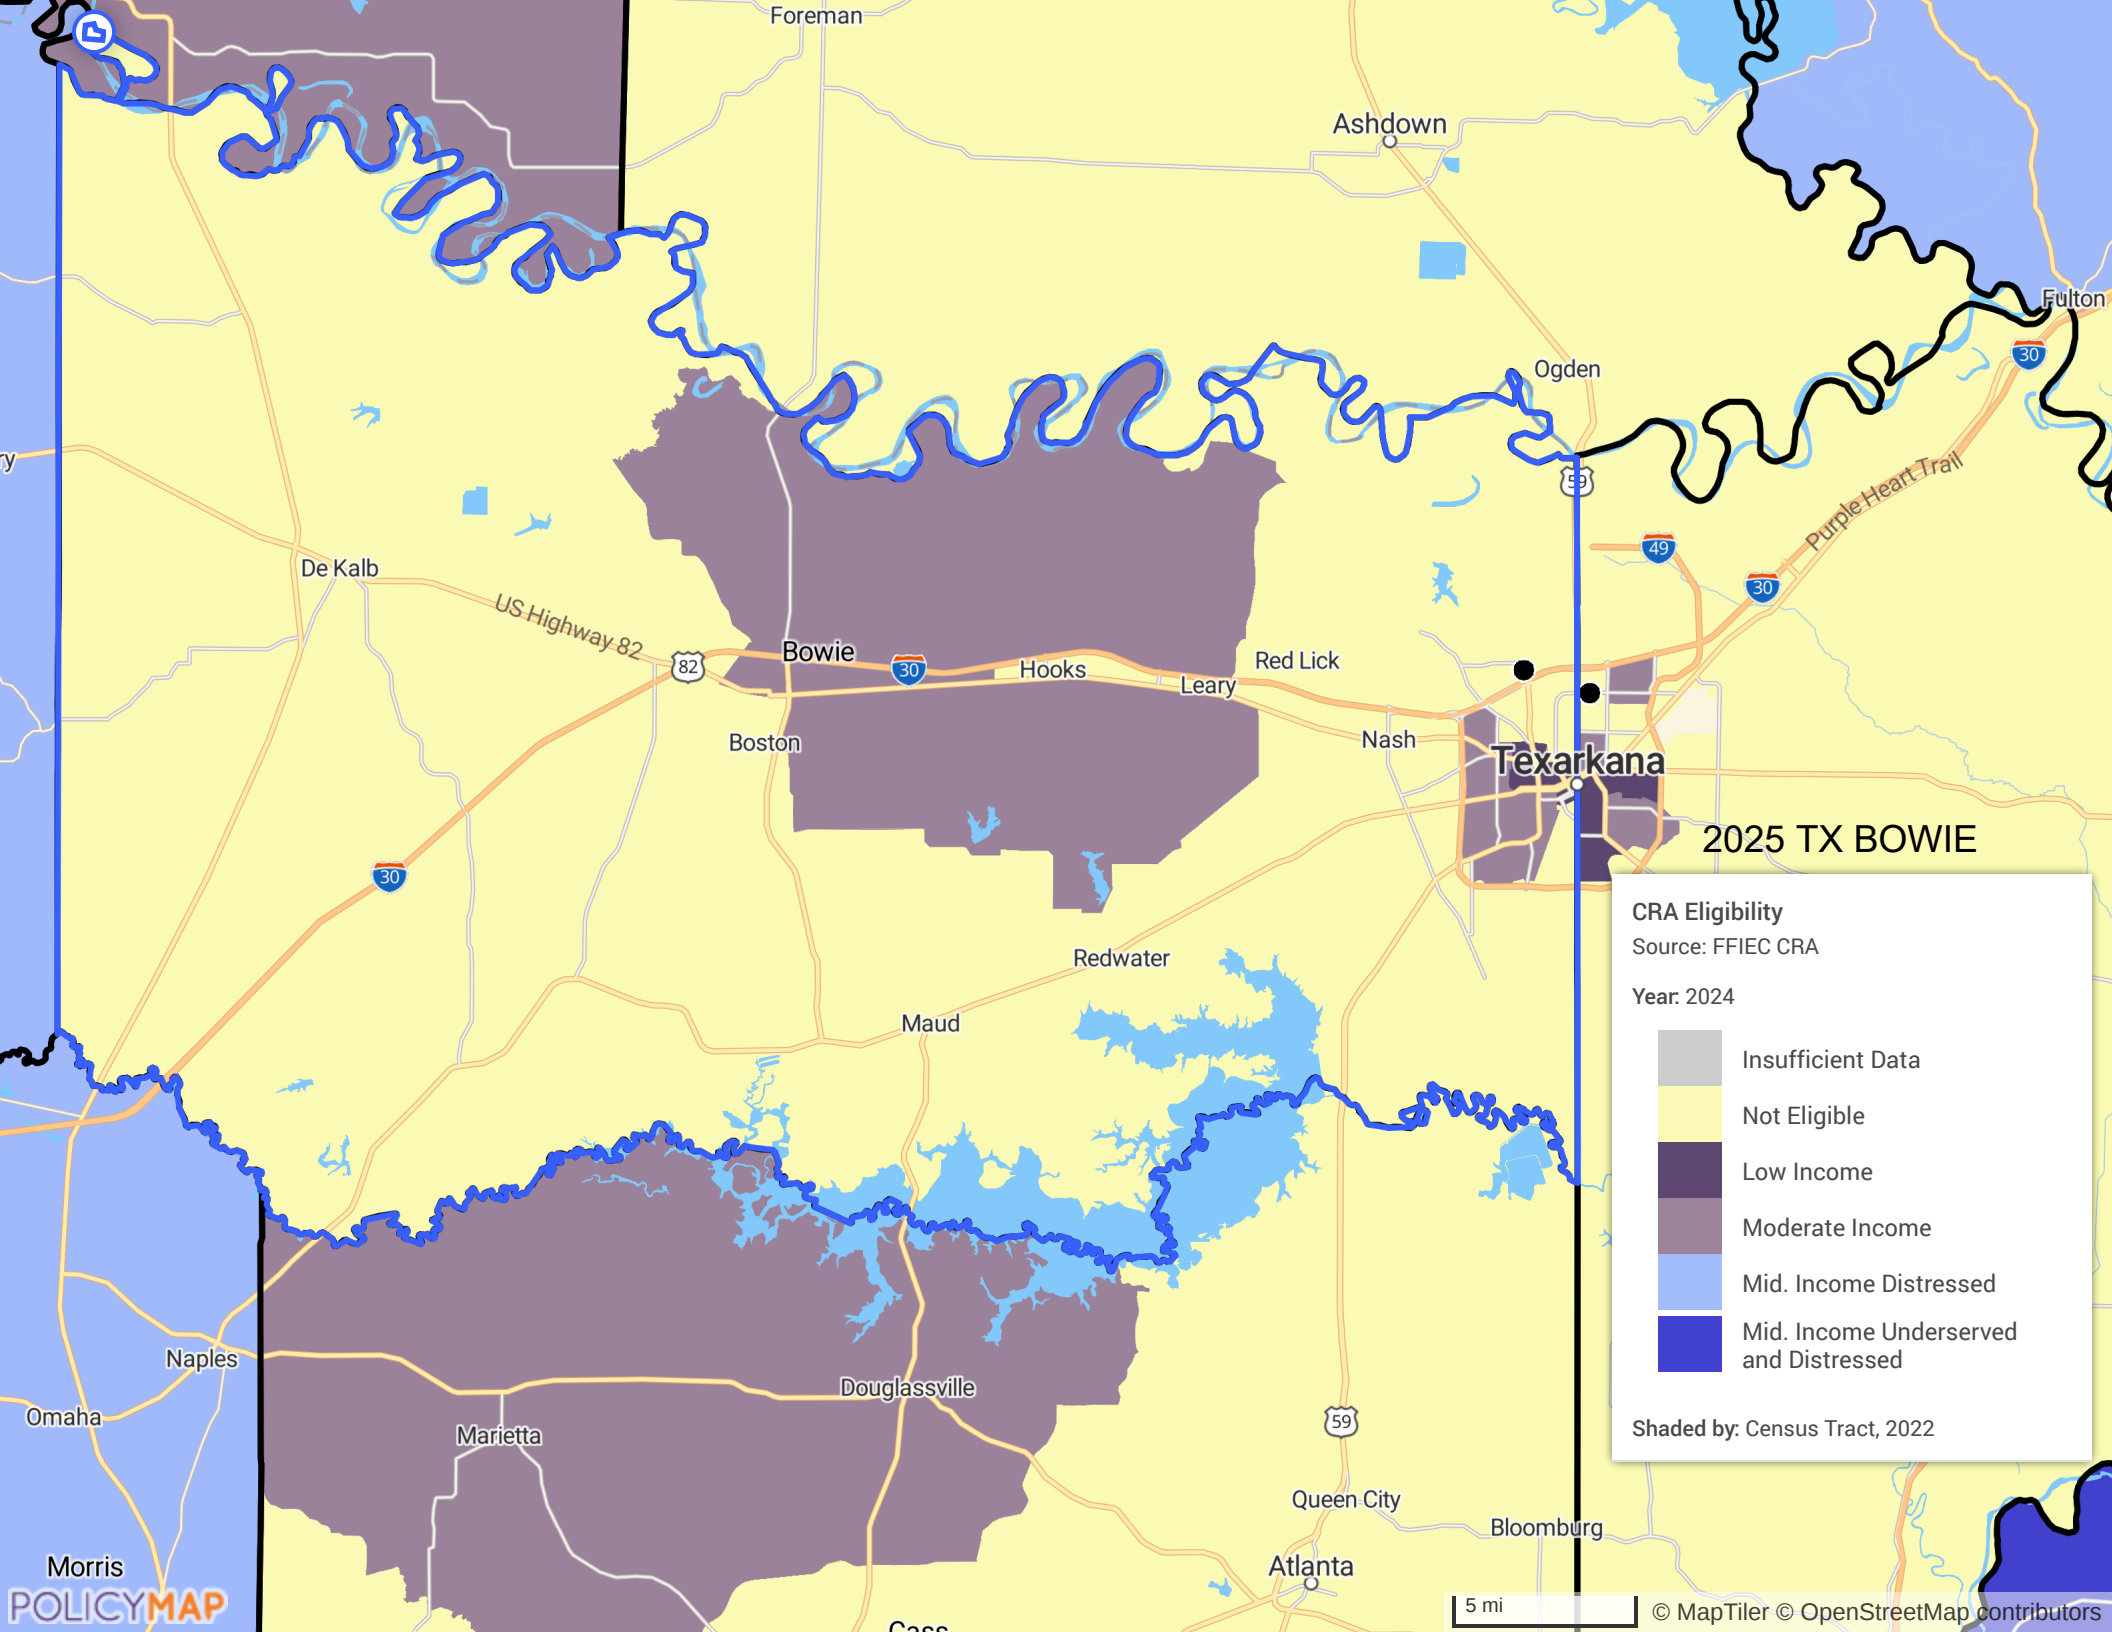 Foreman
Ashdown
Fulton
30
Ogden
ry
59
Purple Heart Trail
49
30
De Kalb
US Highway 82
82
Bowie
30
Hooks
Red Lick
Leary
Boston
Nash
Texarkana
2025 TX BOWIE
30
CRA Eligibility
Source: FFIEC CRA
Year: 2024
Insufficient Data
Not Eligible
Low Income
Moderate Income
Mid. Income Distressed
Mid. Income Underserved
and Distressed
Shaded by: Census Tract, 2022
Redwater
Maud
Naples
Douglassville
Omaha
Marietta
59
Queen City
Bloomburg
Morris
Atlanta
POLICYMAP
Cass
5 mi
© MapTiler © OpenStreetMap contributors